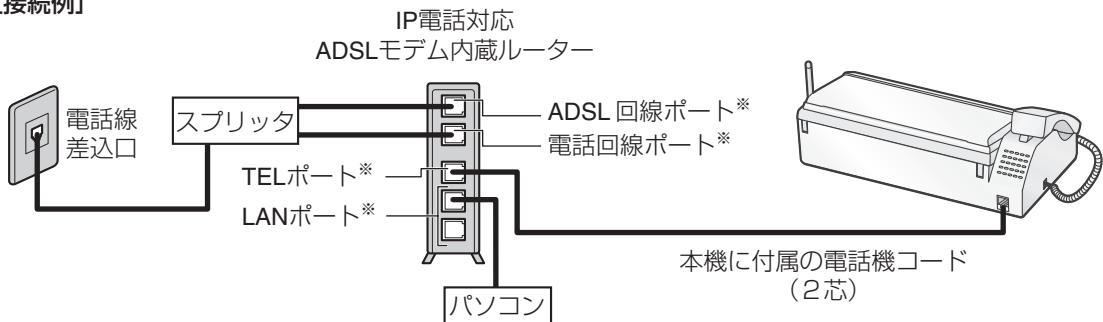 接続例］
IP電話対応
ADSLモデム内蔵ルーター
電話線
差込口
スプリッタ
ADSL 回線ポート※
電話回線ポート※
TELポート※
LANポート※
本機に付属の電話機コード
（２芯）
パソコン